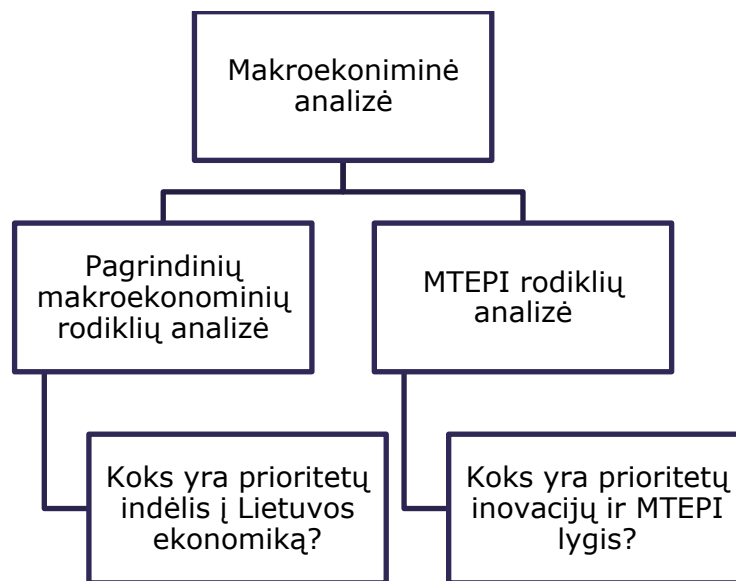 Makroekoniminė
analizė
Pagrindinių
makroekonominių
rodiklių analizė
MTEPI rodiklių
analizė
Koks yra prioritetų
indėlis į Lietuvos
ekonomiką?
Koks yra prioritetų
inovacijų ir MTEPI
lygis?